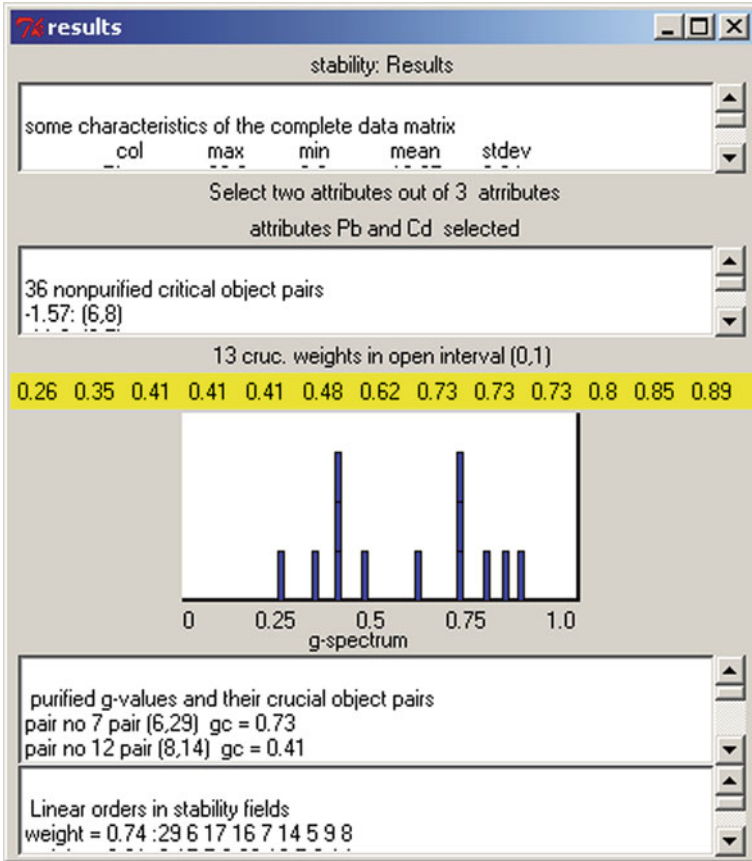 results
stability: Results
some characteristics of the complete data matrix
col max min mean stdev
Select two attributes out of 3 atrributes
attributes Pb and Cd selected
36 nonpurified critical object pairs
-1.57: (6,8)
13 cruc. weights in open interval (0,1)
0.26 0.35 0.41 0.41 0.41 0.48 0.62 0.73 0.73 0.73 0.8 0.85 0.89
0 0.25 0.5 0.75 1.0
g-spectrum
purified g-values and their crucial object pairs
pair no 7 pair (6,29) gc = 0.73
pair no 12 pair (8,14) gc = 0.41
Linear orders in stability fields
weight = 0.74 :29 6 17 16 7 14 5 9 8